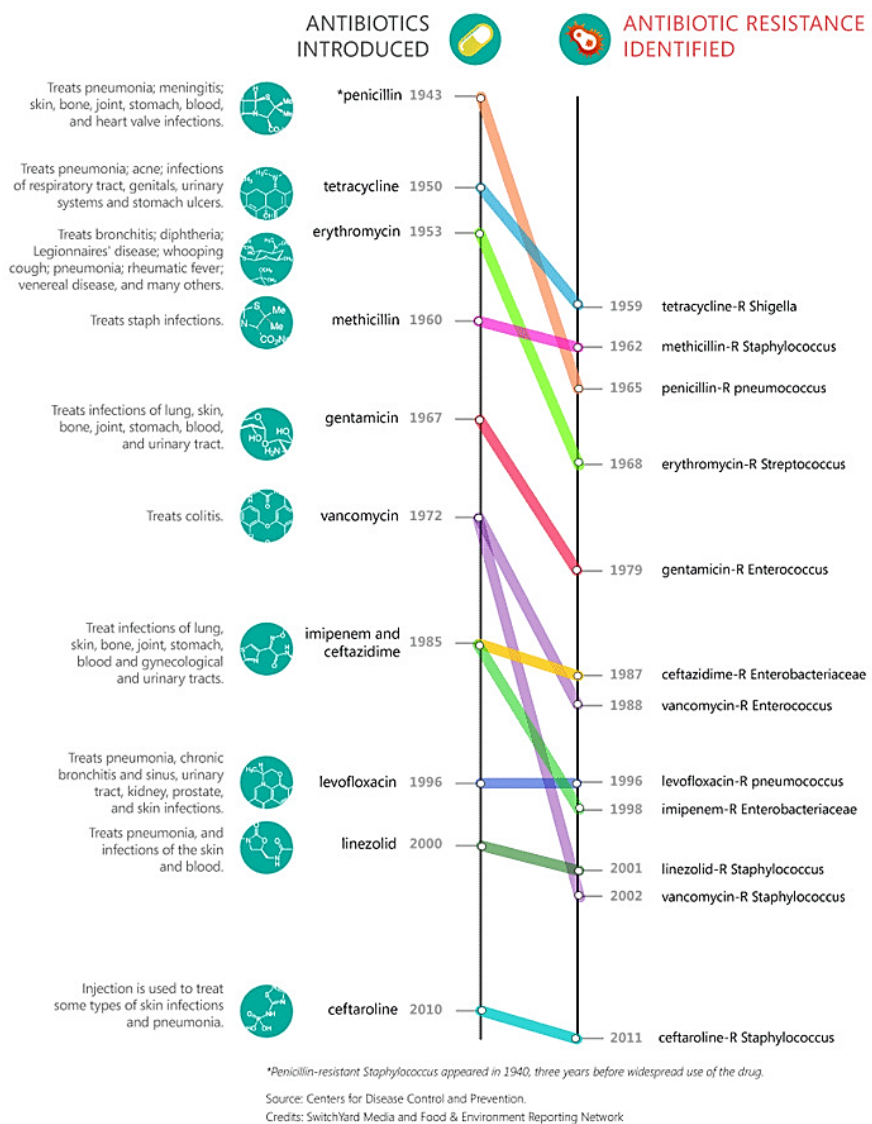 ANTIBIOTICS
INTRODUCED
ANTIBIOTIC RESISTANCE
IDENTIFIED
Treats pneumonia; meningitis;
skin, bone, joint, stomach, blood,
and heart valve infections.
*penicillin 1943
Treats pneumonia; acne; infections
of respiratory tract, genitals, urinary
systems and stomach ulcers.
tetracycline 1950
Treats bronchitis; diphtheria;
Legionnaires' disease; whooping
cough; pneumonia; rheumatic fever;
venereal disease, and many others.
erythromycin 1953
1959 tetracycline-R Shigella
Treats staph infections.
methicillin 1960
1962 methicillin-R Staphylococcus
1965 penicillin-R pneumococcus
Treats infections of lung, skin,
bone, joint, stomach, blood,
and urinary tract.
gentamicin 1967
1968 erythromycin-R Streptococcus
Treats colitis.
vancomycin 1972
1979 gentamicin-R Enterococcus
Treat infections of lung,
skin, bone, joint, stomach,
blood and gynecological
and urinary tracts.
imipenem and
ceftazidime 1985
1987 ceftazidime-R Enterobacteriaceae
1988 vancomycin-R Enterococcus
Treats pneumonia, chronic
bronchitis and sinus, urinary
tract, kidney, prostate,
and skin infections.
levofloxacin 1996
1996 levofloxacin-R pneumococcus
1998 imipenem-R Enterobacteriaceae
Treats pneumonia, and
infections of the skin
and blood.
linezolid 2000
2001 linezolid-R Staphylococcus
2002 vancomycin-R Staphylococcus
Injection is used to treat
some types of skin infections
and pneumonia.
ceftaroline 2010
2011 ceftaroline-R Staphylococcus
*Penicillin-resistant Staphylococcus appeared in 1940, three years before widespread use of the drug.
Source: Centers for Disease Control and Prevention.
Credits: SwitchYard Media and Food & Environment Reporting Network